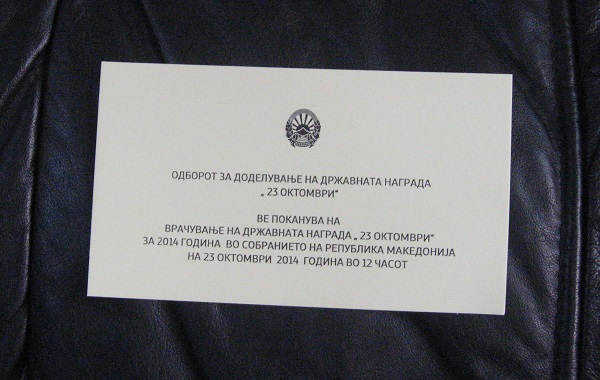 ОДБОРОТ ЗА ДОДЕЛУВАЊЕ НА ДРЖАВНАТА НАГРАДА
„ 23 ОКТОМВРИ“
ВЕ ПОКАНУВА НА
ВРАЧУВАЊЕ НА ДРЖАВНАТА НАГРАДА „ 23 ОКТОМВРИ“
ЗА 2014 ГОДИНА ВО СОБРАНИЕТО НА РЕПУБЛИКА МАКЕДОНИЈА
НА 23 ОКТОМВРИ 2014 ГОДИНА ВО 12 ЧАСОТ